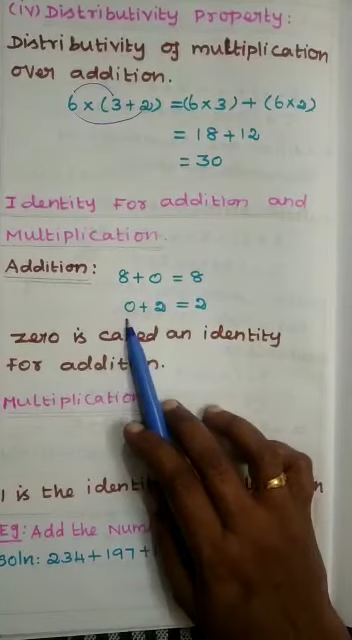 (iv) Distributivity Property:
Distributivity of multiplication
over addition.
6 × (3+2) = (6×3) + (6×2)
= 18+12
= 30
Identity For addition and
Multiplication.
Addition: 8+0 = 8
0+2 = 2
zero is called an identity
For addition.
Multiplication
1 is the identi
Eg: Add the Num
Soln: 234+197+